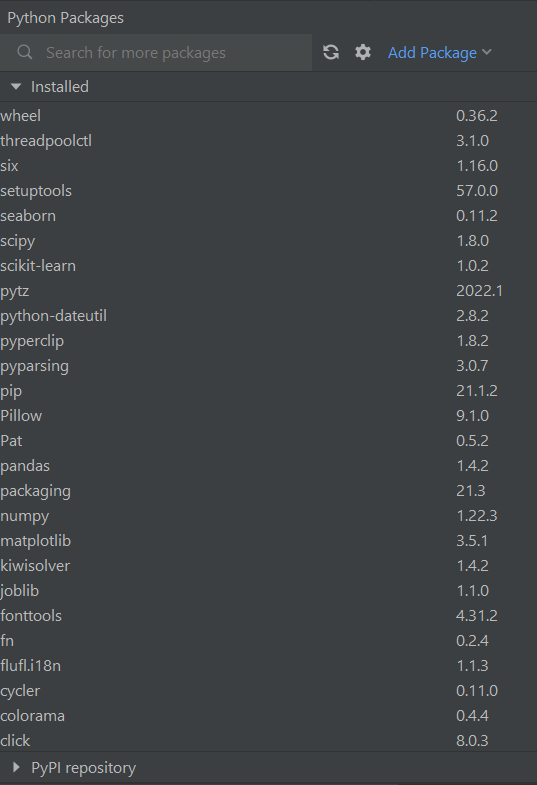 Python Packages
Search for more packages Add Package
Installed
wheel 0.36.2
threadpoolctl 3.1.0
six 1.16.0
setuptools 57.0.0
seaborn 0.11.2
scipy 1.8.0
scikit-learn 1.0.2
pytz 2022.1
python-dateutil 2.8.2
pyperclip 1.8.2
pyparsing 3.0.7
pip 21.1.2
Pillow 9.1.0
Pat 0.5.2
pandas 1.4.2
packaging 21.3
numpy 1.22.3
matplotlib 3.5.1
kiwisolver 1.4.2
joblib 1.1.0
fonttools 4.31.2
fn 0.2.4
flufl.i18n 1.1.3
cycler 0.11.0
colorama 0.4.4
click 8.0.3
PyPI repository